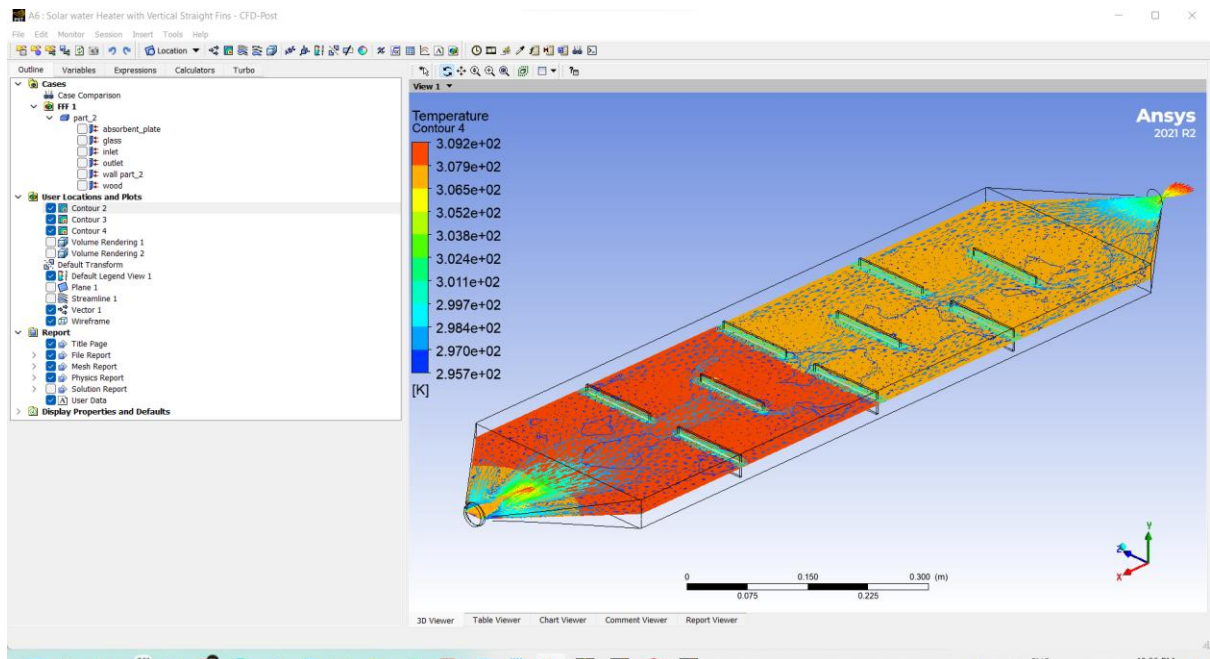 A6 : Solar water Heater with Vertical Straight Fins - CFD-Post
File Edit Monitor Session Insert Tools Help
Location
Outline Variables Expressions Calculators Turbo
Cases
Case Comparison
FFF 1
part_2
absorbent_plate
glass
inlet
outlet
wall part_2
wood
User Locations and Plots
Contour 2
Contour 3
Contour 4
Volume Rendering 1
Volume Rendering 2
Default Transform
Default Legend View 1
Plane 1
Streamline 1
Vector 1
Wireframe
Report
Title Page
File Report
Mesh Report
Physics Report
Solution Report
User Data
Display Properties and Defaults
View 1
Temperature
Contour 4
3.092e+02
3.079e+02
3.065e+02
3.052e+02
3.038e+02
3.024e+02
3.011e+02
2.997e+02
2.984e+02
2.970e+02
2.957e+02
[K]
Ansys
2021 R2
Y
Z
X
0 0.150 0.300 (m)
0.075 0.225
3D Viewer Table Viewer Chart Viewer Comment Viewer Report Viewer